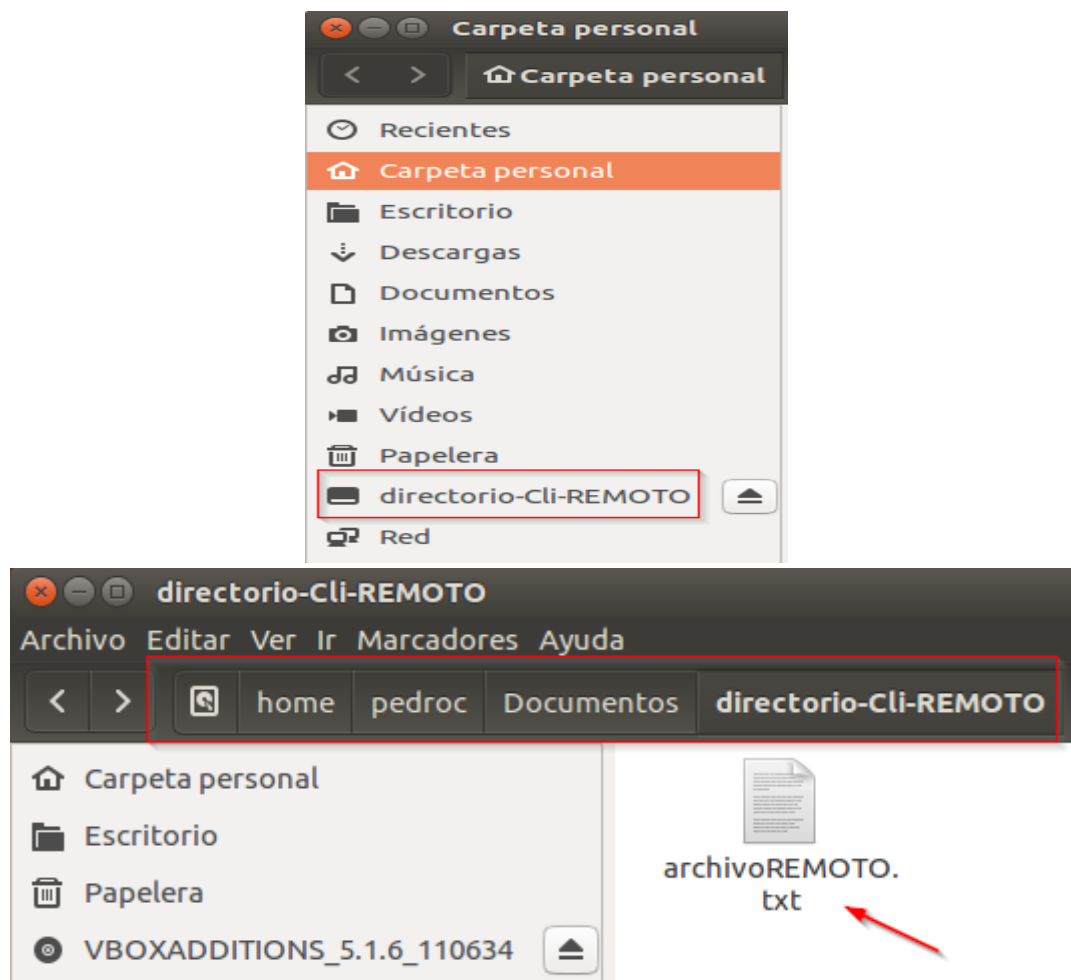 Carpeta personal
Carpeta personal
Recientes
Carpeta personal
Escritorio
Descargas
Documentos
Imágenes
Música
Vídeos
Papelera
directorio-Cli-REMOTO
Red
directorio-Cli-REMOTO
Archivo Editar Ver Ir Marcadores Ayuda
home pedroc Documentos directorio-Cli-REMOTO
Carpeta personal
Escritorio
Papelera
VBOXADDITIONS_5.1.6_110634
archivoREMOTO.
txt